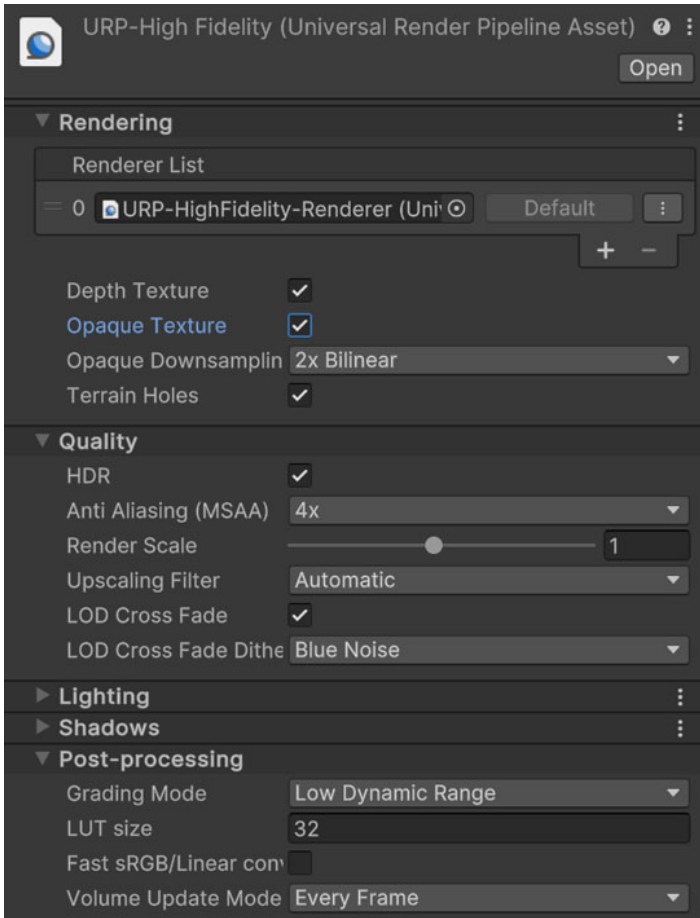 URP-High Fidelity (Universal Render Pipeline Asset)
Open
Rendering
Renderer List
0 URP-HighFidelity-Renderer (Uni Default
Depth Texture
Opaque Texture
Opaque Downsamplin 2x Bilinear
Terrain Holes
Quality
HDR
Anti Aliasing (MSAA) 4x
Render Scale 1
Upscaling Filter Automatic
LOD Cross Fade
LOD Cross Fade Dithe Blue Noise
Lighting
Shadows
Post-processing
Grading Mode Low Dynamic Range
LUT size 32
Fast sRGB/Linear con
Volume Update Mode Every Frame